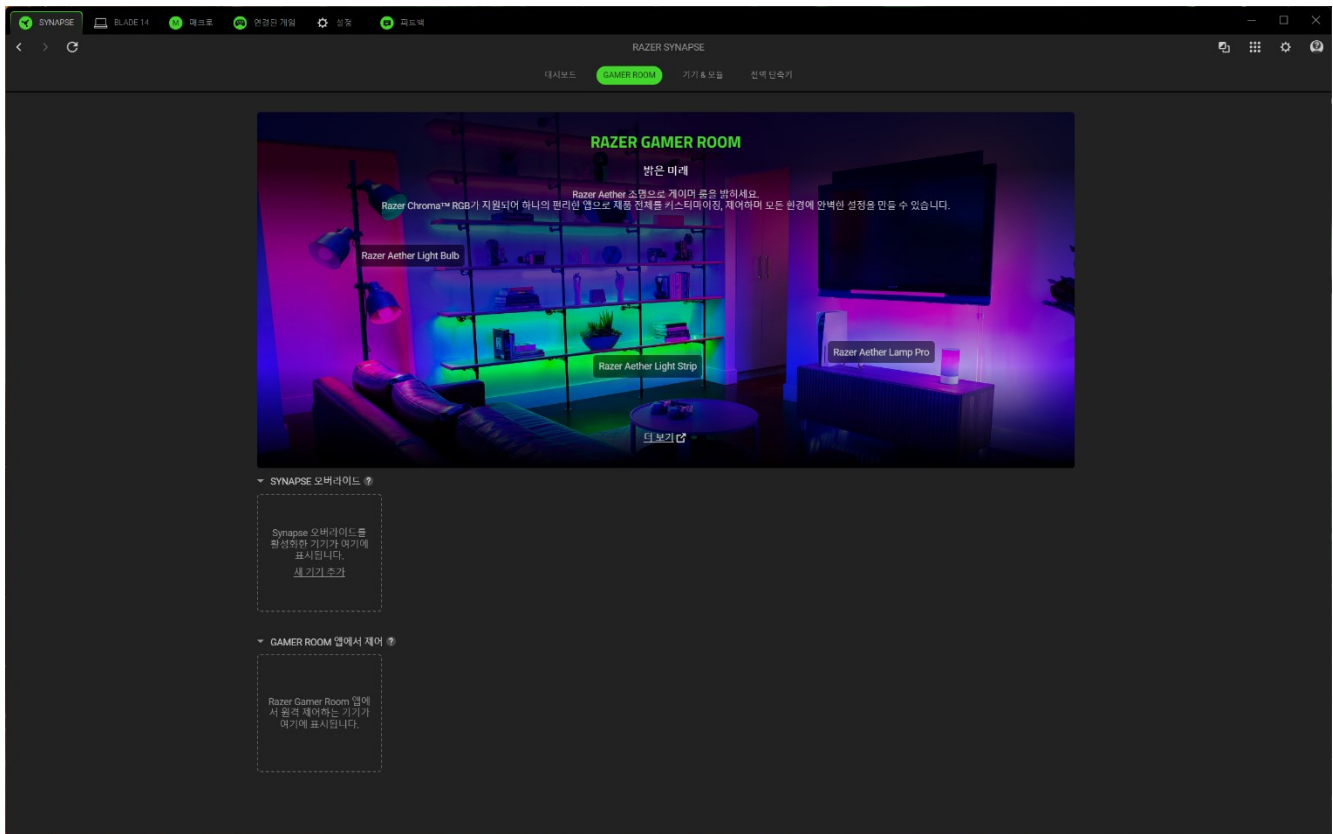 SYNAPSE
BLADE 14
매크로
연결된 게임
설정
피드백
RAZER SYNAPSE
대시보드
GAMER ROOM
기기 & 모듈
전역 단축기
RAZER GAMER ROOM
밝은 미래
Razer Aether 조명으로 게이머 룸을 밝히세요.
Razer Chroma™ RGB가 지원되어 하나의 편리한 앱으로 제품 전체를 커스터마이징, 제어하며 모든 환경에 안벽한 설정을 만들 수 있습니다.
Razer Aether Light Bulb
Razer Aether Lamp Pro
Razer Aether Light Strip
더 보기
SYNAPSE 오버라이드 ?
Synapse 오버라이드를
활성화한 기기가 여기에
표시됩니다.
새 기기 추가
GAMER ROOM 앱에서 제어 ?
Razer Gamer Room 앱에
서 원격 제어하는 기기가
여기에 표시됩니다.